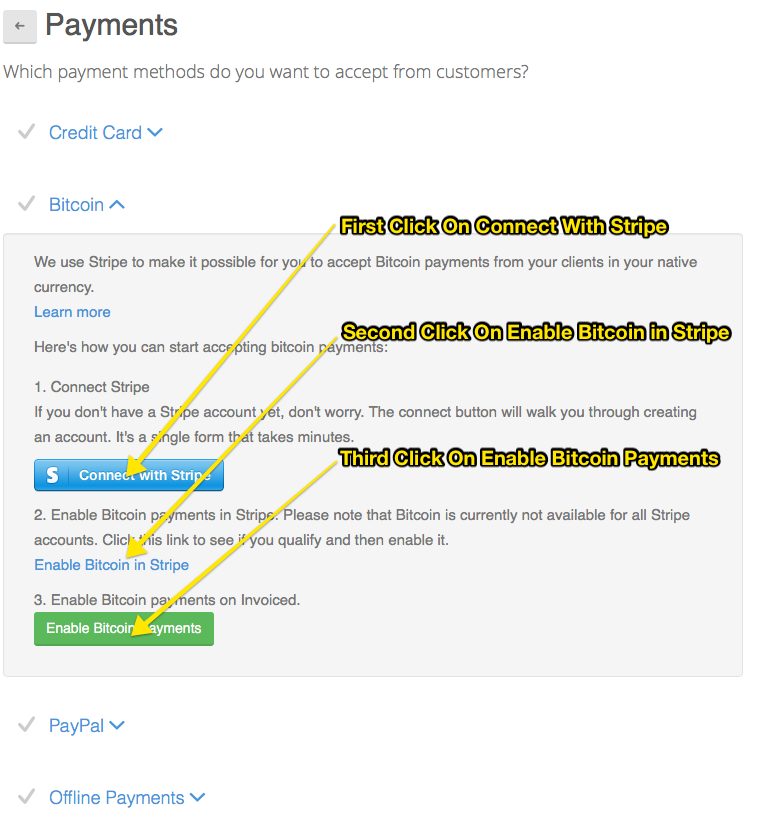 Payments
Which payment methods do you want to accept from customers?
Credit Card
Bitcoin
First Click On Connect With Stripe
We use Stripe to make it possible for you to accept Bitcoin payments from your clients in your native
currency.
Learn more
Second Click On Enable Bitcoin in Stripe
Here's how you can start accepting bitcoin payments:
1. Connect Stripe
If you don't have a Stripe account yet, don't worry. The connect button will walk you through creating
an account. It's a single form that takes minutes.
Third Click On Enable Bitcoin Payments
S Connect with Stripe
2. Enable Bitcoin payments in Stripe. Please note that Bitcoin is currently not available for all Stripe
accounts. Click this link to see if you qualify and then enable it.
Enable Bitcoin in Stripe
3. Enable Bitcoin payments on Invoiced.
Enable Bitcoin Payments
PayPal
Offline Payments